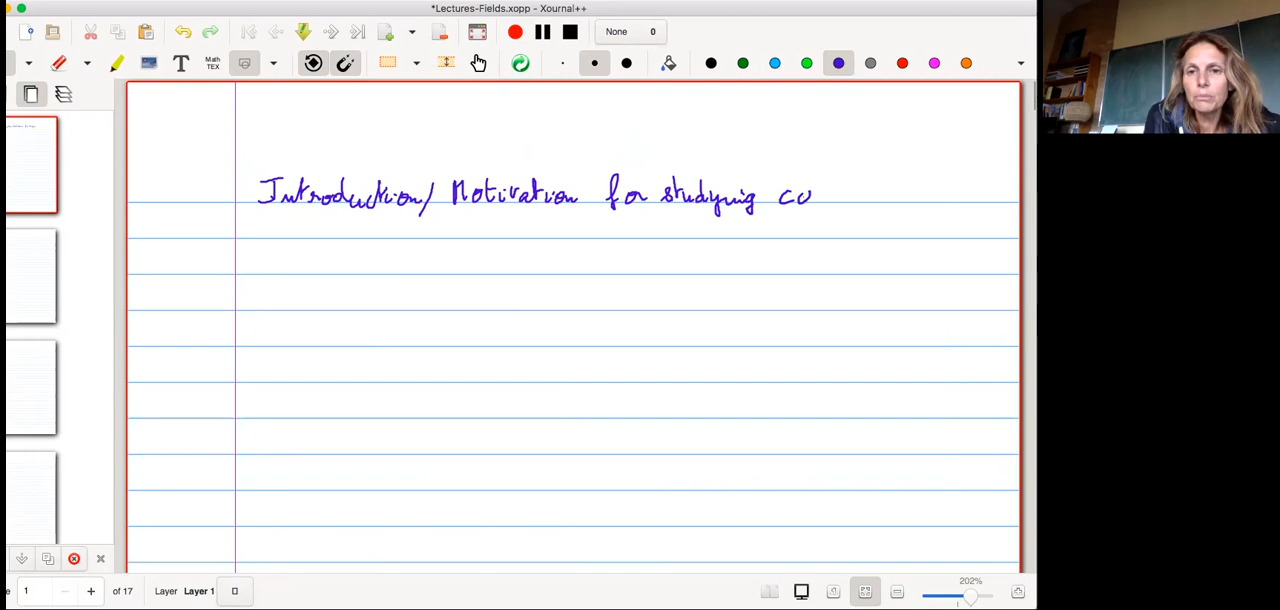 *Lectures-Fields.xopp - Xournal++
None 0
Math
TEX
T
Introduction/ Motivation for studying co
1
of 17
Layer
Layer 1
202%